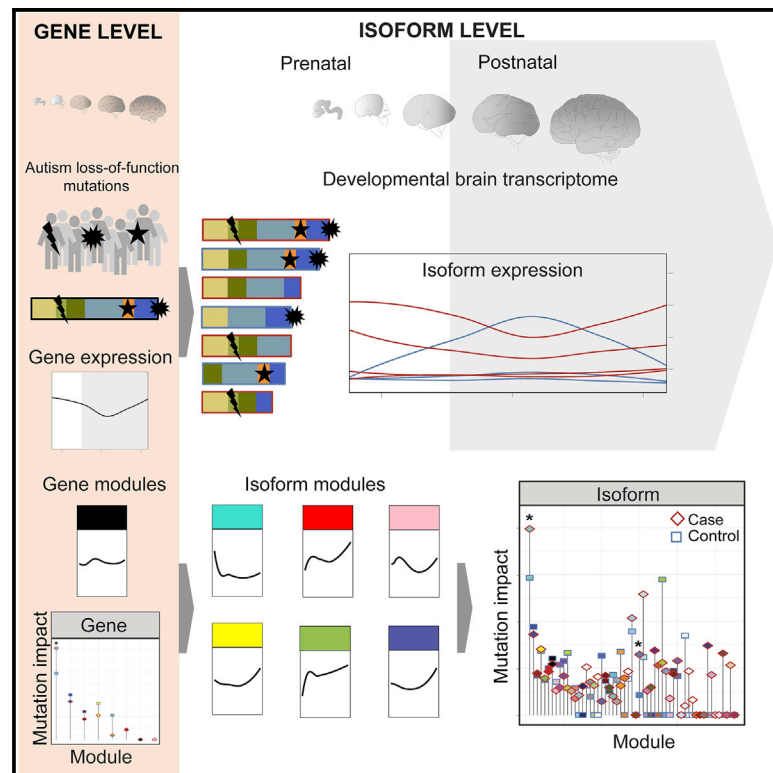 GENE LEVEL
ISOFORM LEVEL
Prenatal
Postnatal
Autism loss-of-function
mutations
Developmental brain transcriptome
Isoform expression
Gene expression
Gene modules
Isoform modules
Isoform
Case
Control
*
*
Mutation impact
Module
Gene
*
Mutation impact
Module